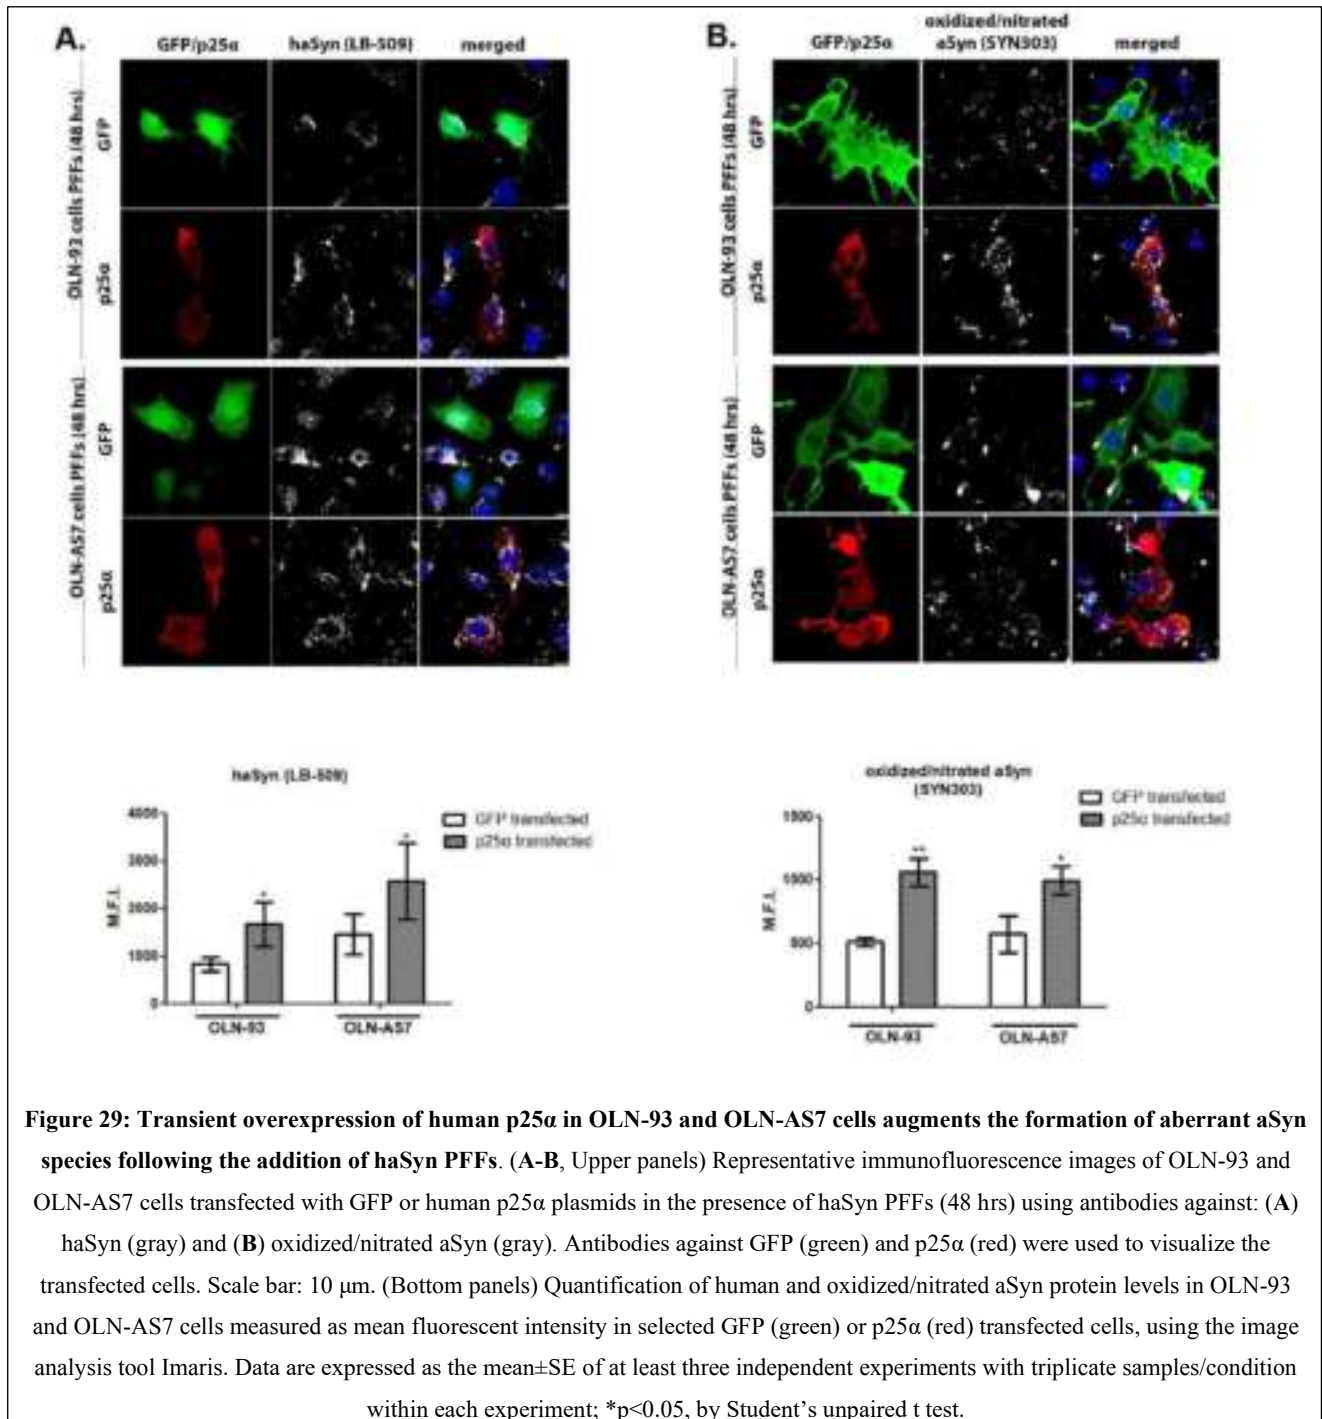 A.
GFP/p25α haSyn (LB-509) merged
OLN-93 cells PFFs (48 hrs)
GFP
p25α
OLN-AS7 cells PFFs (48 hrs)
GFP
p25α
B.
GFP/p25α oxidized/nitrated aSyn (SYN303) merged
OLN-93 cells PFFs (48 hrs)
GFP
p25α
OLN-AS7 cells PFFs (48 hrs)
GFP
p25α
haSyn (LB-509)
GFP transfected
p25α transfected
M.F.I.
4000
3000
2000
1000
0
*
*
OLN-93 OLN-AS7
oxidized/nitrated aSyn
(SYN303)
GFP transfected
p25α transfected
M.F.I.
1500
1000
500
0
**
*
OLN-93 OLN-AS7
Figure 29: Transient overexpression of human p25α in OLN-93 and OLN-AS7 cells augments the formation of aberrant aSyn
species following the addition of haSyn PFFs. (A-B, Upper panels) Representative immunofluorescence images of OLN-93 and
OLN-AS7 cells transfected with GFP or human p25α plasmids in the presence of haSyn PFFs (48 hrs) using antibodies against: (A)
haSyn (gray) and (B) oxidized/nitrated aSyn (gray). Antibodies against GFP (green) and p25α (red) were used to visualize the
transfected cells. Scale bar: 10 μm. (Bottom panels) Quantification of human and oxidized/nitrated aSyn protein levels in OLN-93
and OLN-AS7 cells measured as mean fluorescent intensity in selected GFP (green) or p25α (red) transfected cells, using the image
analysis tool Imaris. Data are expressed as the mean±SE of at least three independent experiments with triplicate samples/condition
within each experiment; *p<0.05, by Student’s unpaired t test.